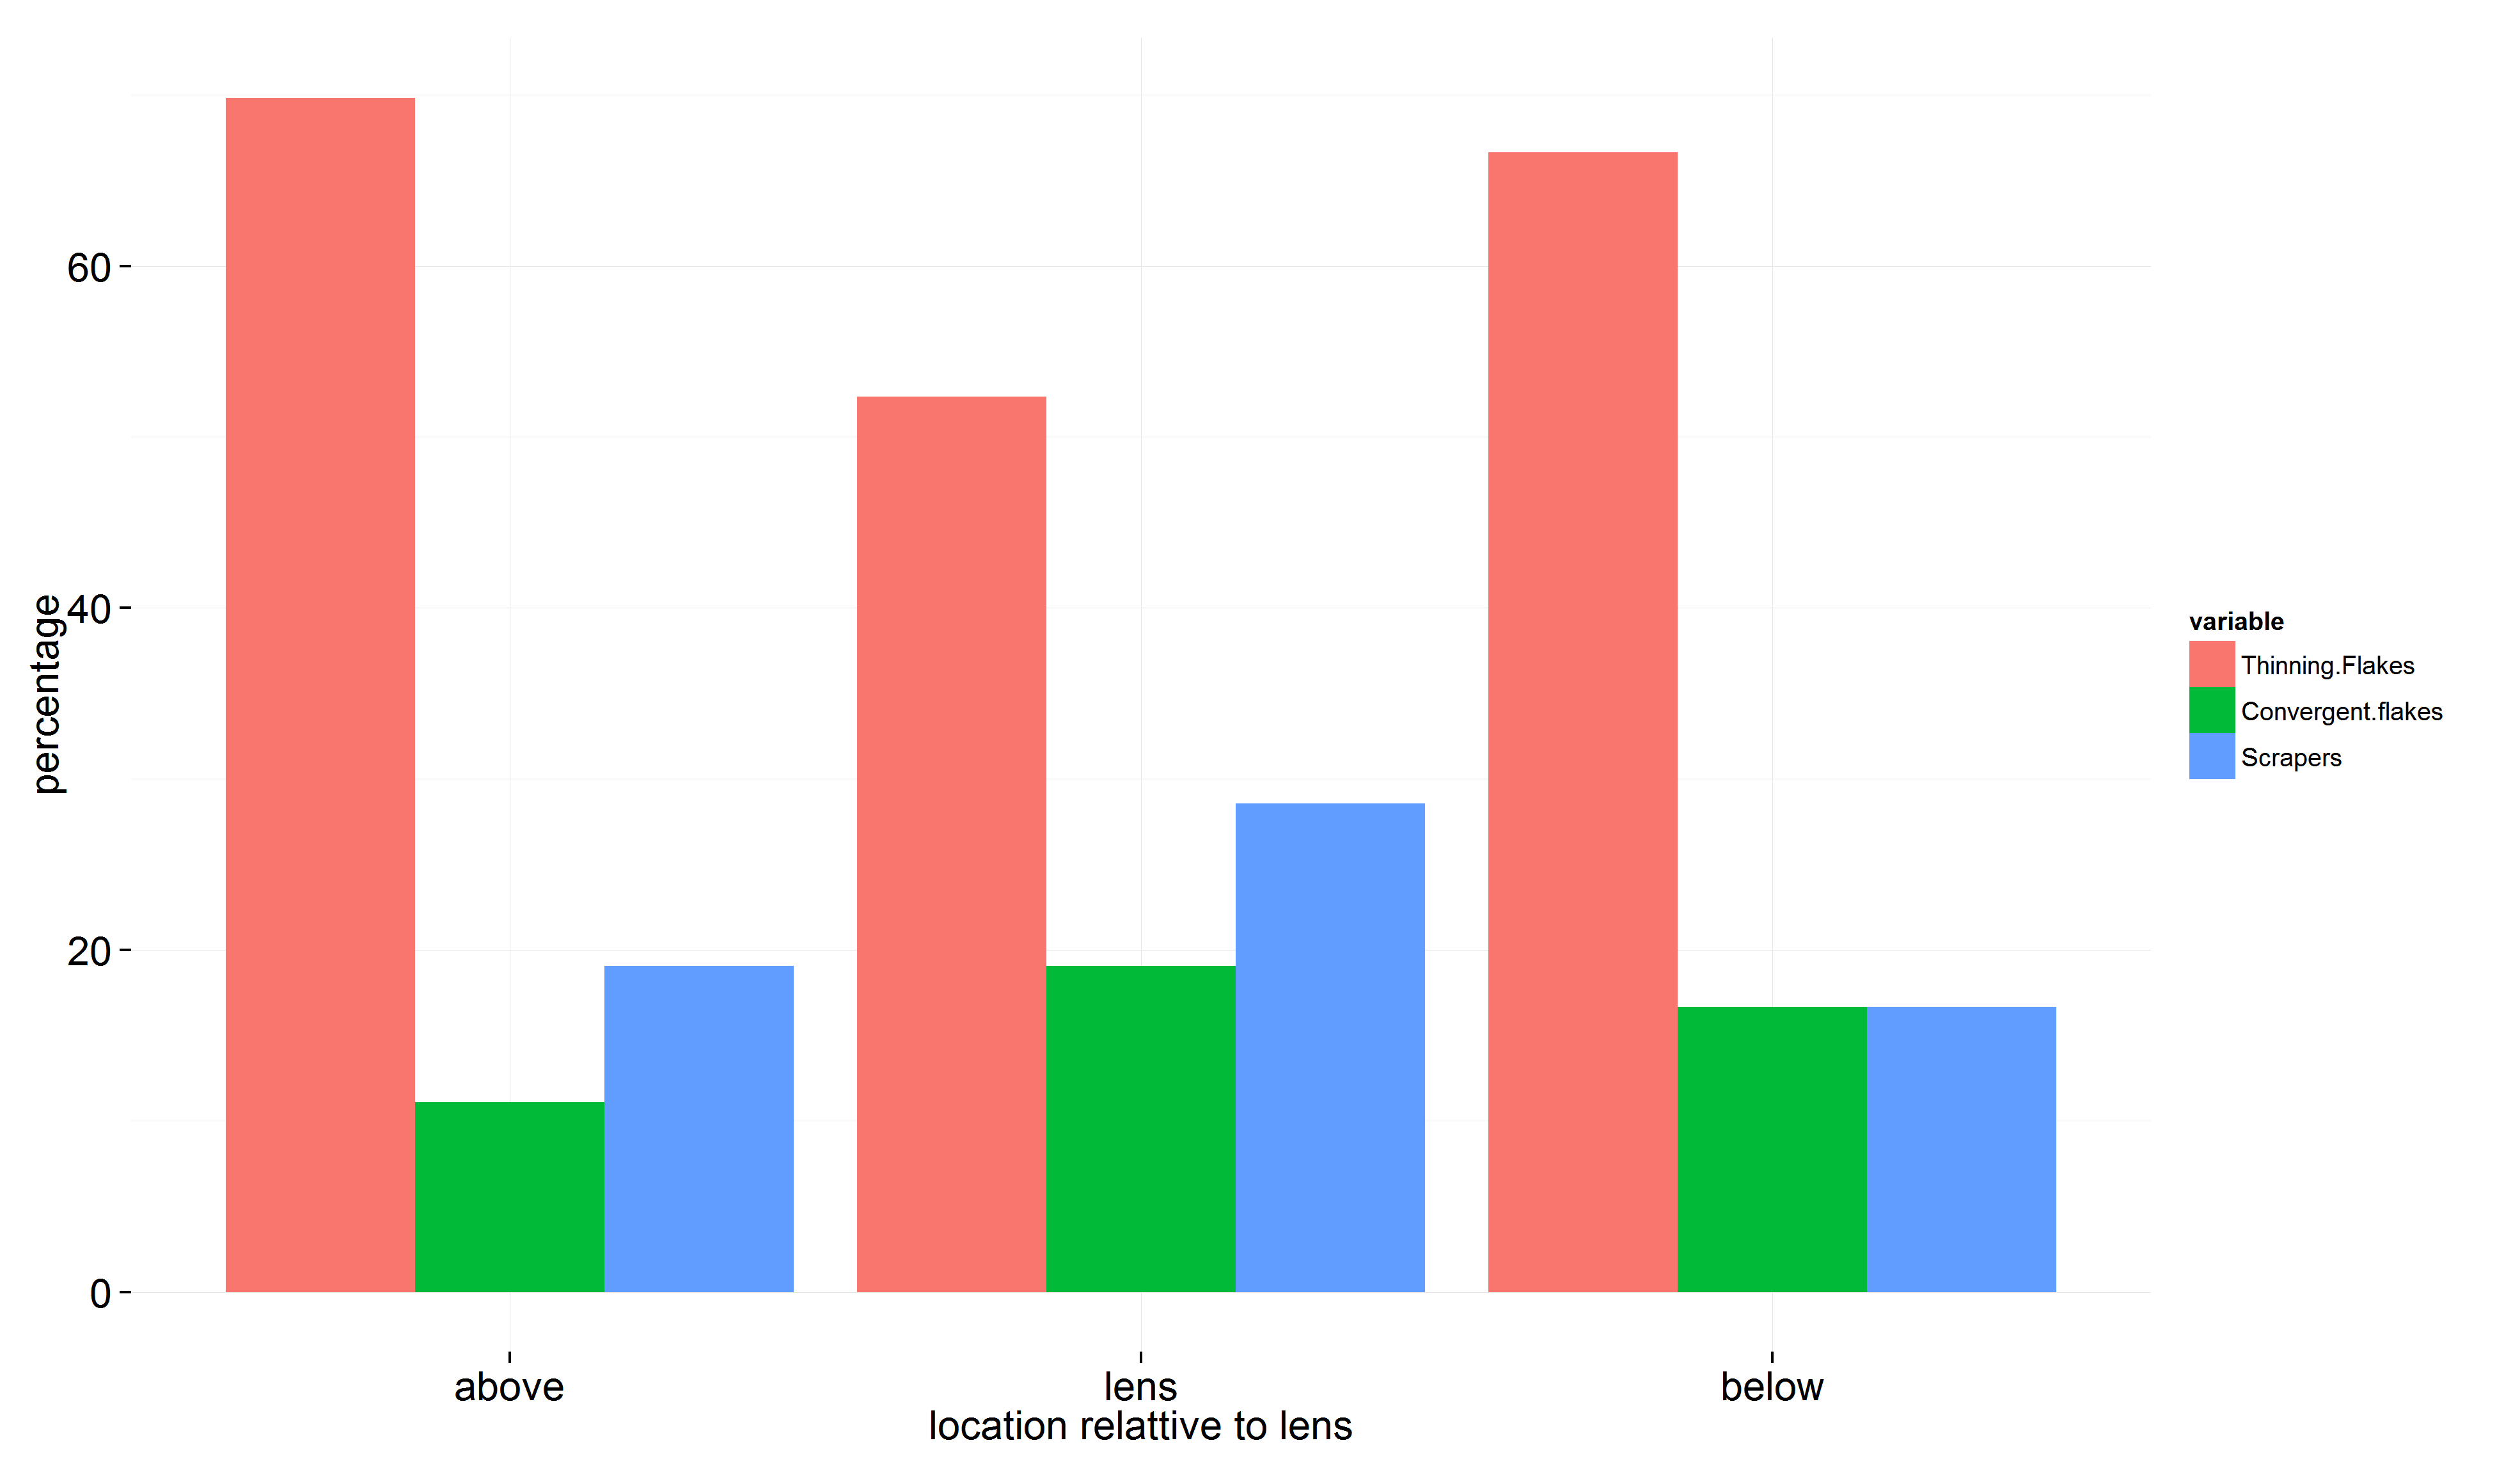 percentage
60
40
20
0
above
lens
below
location relattive to lens
variable
Thinning.Flakes
Convergent.flakes
Scrapers